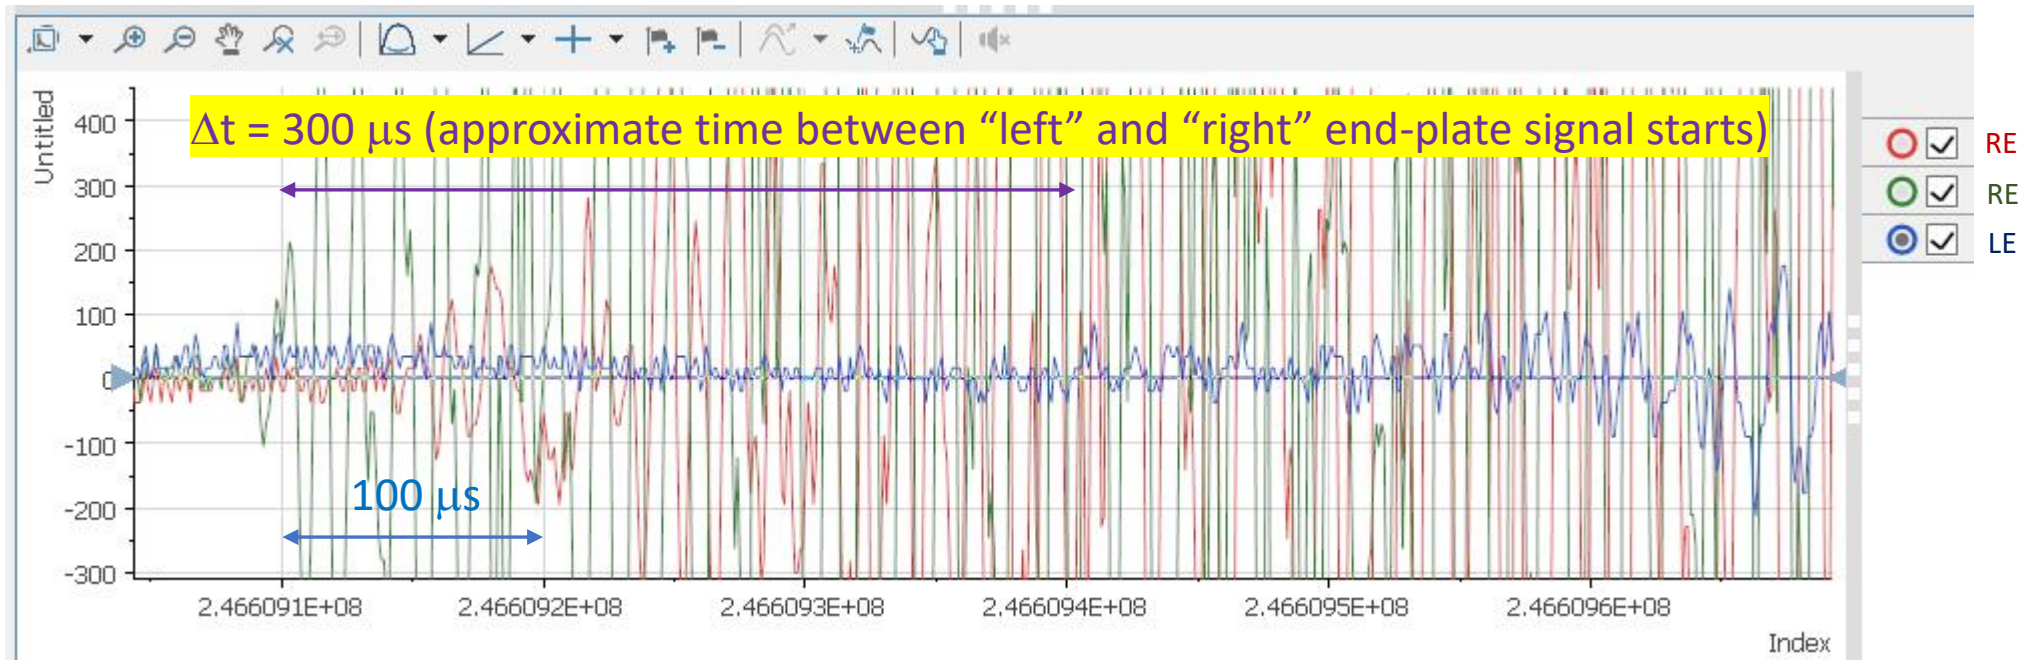 Untitled
Δt = 300 μs (approximate time between “left” and “right” end-plate signal starts)
400
300
200
100
0
-100
-200
-300
100 μs
RE
RE
LE
2.466091E+08 2.466092E+08 2.466093E+08 2.466094E+08 2.466095E+08 2.466096E+08
Index